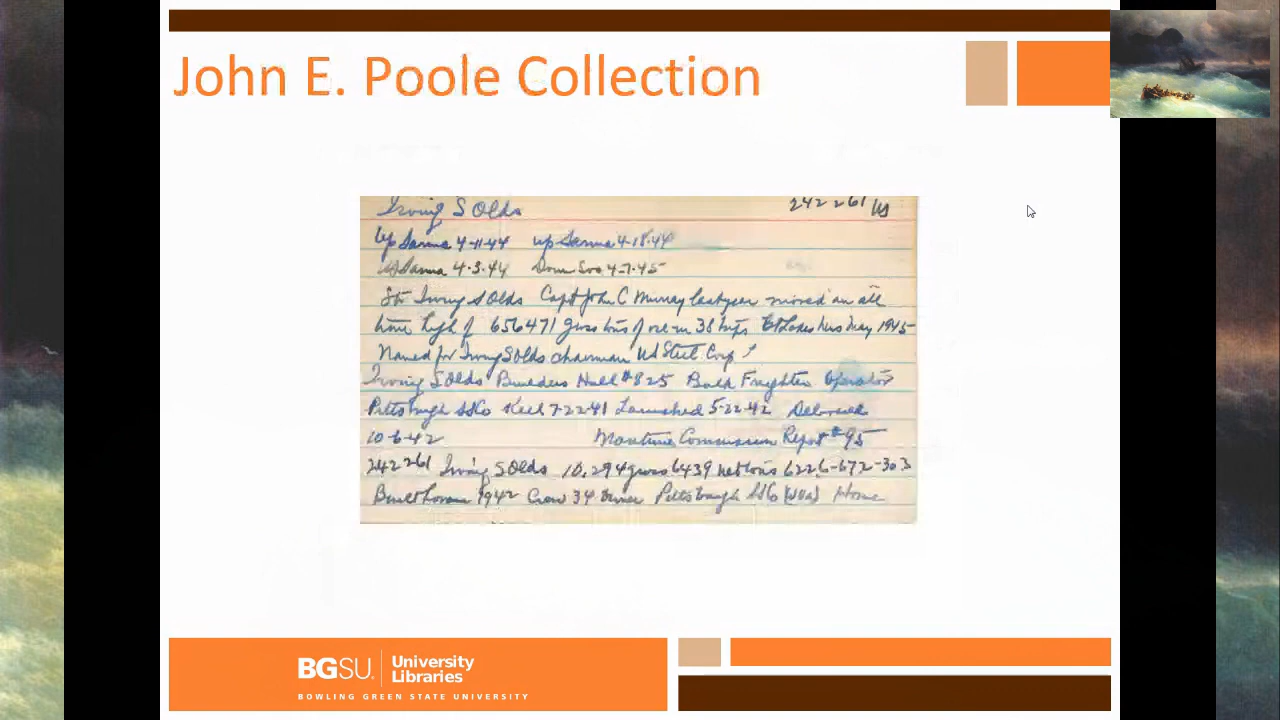 John E. Poole Collection
Irving S Olds 242261 US
Up Sarnia 4-11-44 up Sarnia 4-18-44
Up Sarnia 4-3-44 Down Soo 4-7-45
Str Irving S Olds Capt John C Murray last year moved an all
time high of 656471 gross tons of ore in 38 trips Gt Lakes News May 1945
Named for Irving S Olds chairman US Steel Corp
Irving S Olds Builders Hull #825 Bulk Freighter Operator
Pittsburgh SS Co Keel 7-22-41 Launched 5-22-42 Delivered
10-6-42 Maritime Commission Report #95
242261 Irving S Olds 10,294 gross 6439 net tons 622.6-67.2-30 3
Built Lorain 1942 Crew 34 Owner Pittsburgh SS Co Home
BGSU University
Libraries
BOWLING GREEN STATE UNIVERSITY